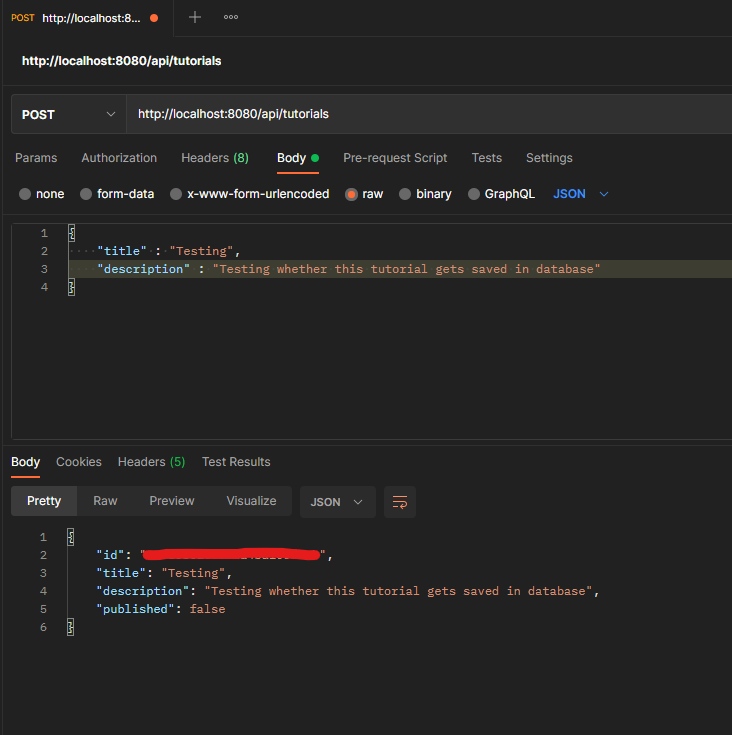 POST http://localhost:8...
http://localhost:8080/api/tutorials
POST http://localhost:8080/api/tutorials
Params Authorization Headers (8) Body Pre-request Script Tests Settings
none form-data x-www-form-urlencoded raw binary GraphQL JSON
1 {
2 "title" : "Testing",
3 "description" : "Testing whether this tutorial gets saved in database"
4 }
Body Cookies Headers (5) Test Results
Pretty Raw Preview Visualize JSON
1 {
2 "id": "",
3 "title": "Testing",
4 "description": "Testing whether this tutorial gets saved in database",
5 "published": false
6 }